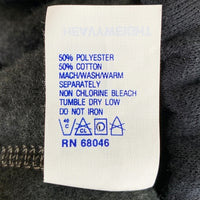 50% POLYESTER
50% COTTON
MACH/WASH/WARM
SEPARATELY
NON CHLORINE BLEACH
TUMBLE DRY LOW
DO NOT IRON
CL
RN 68046